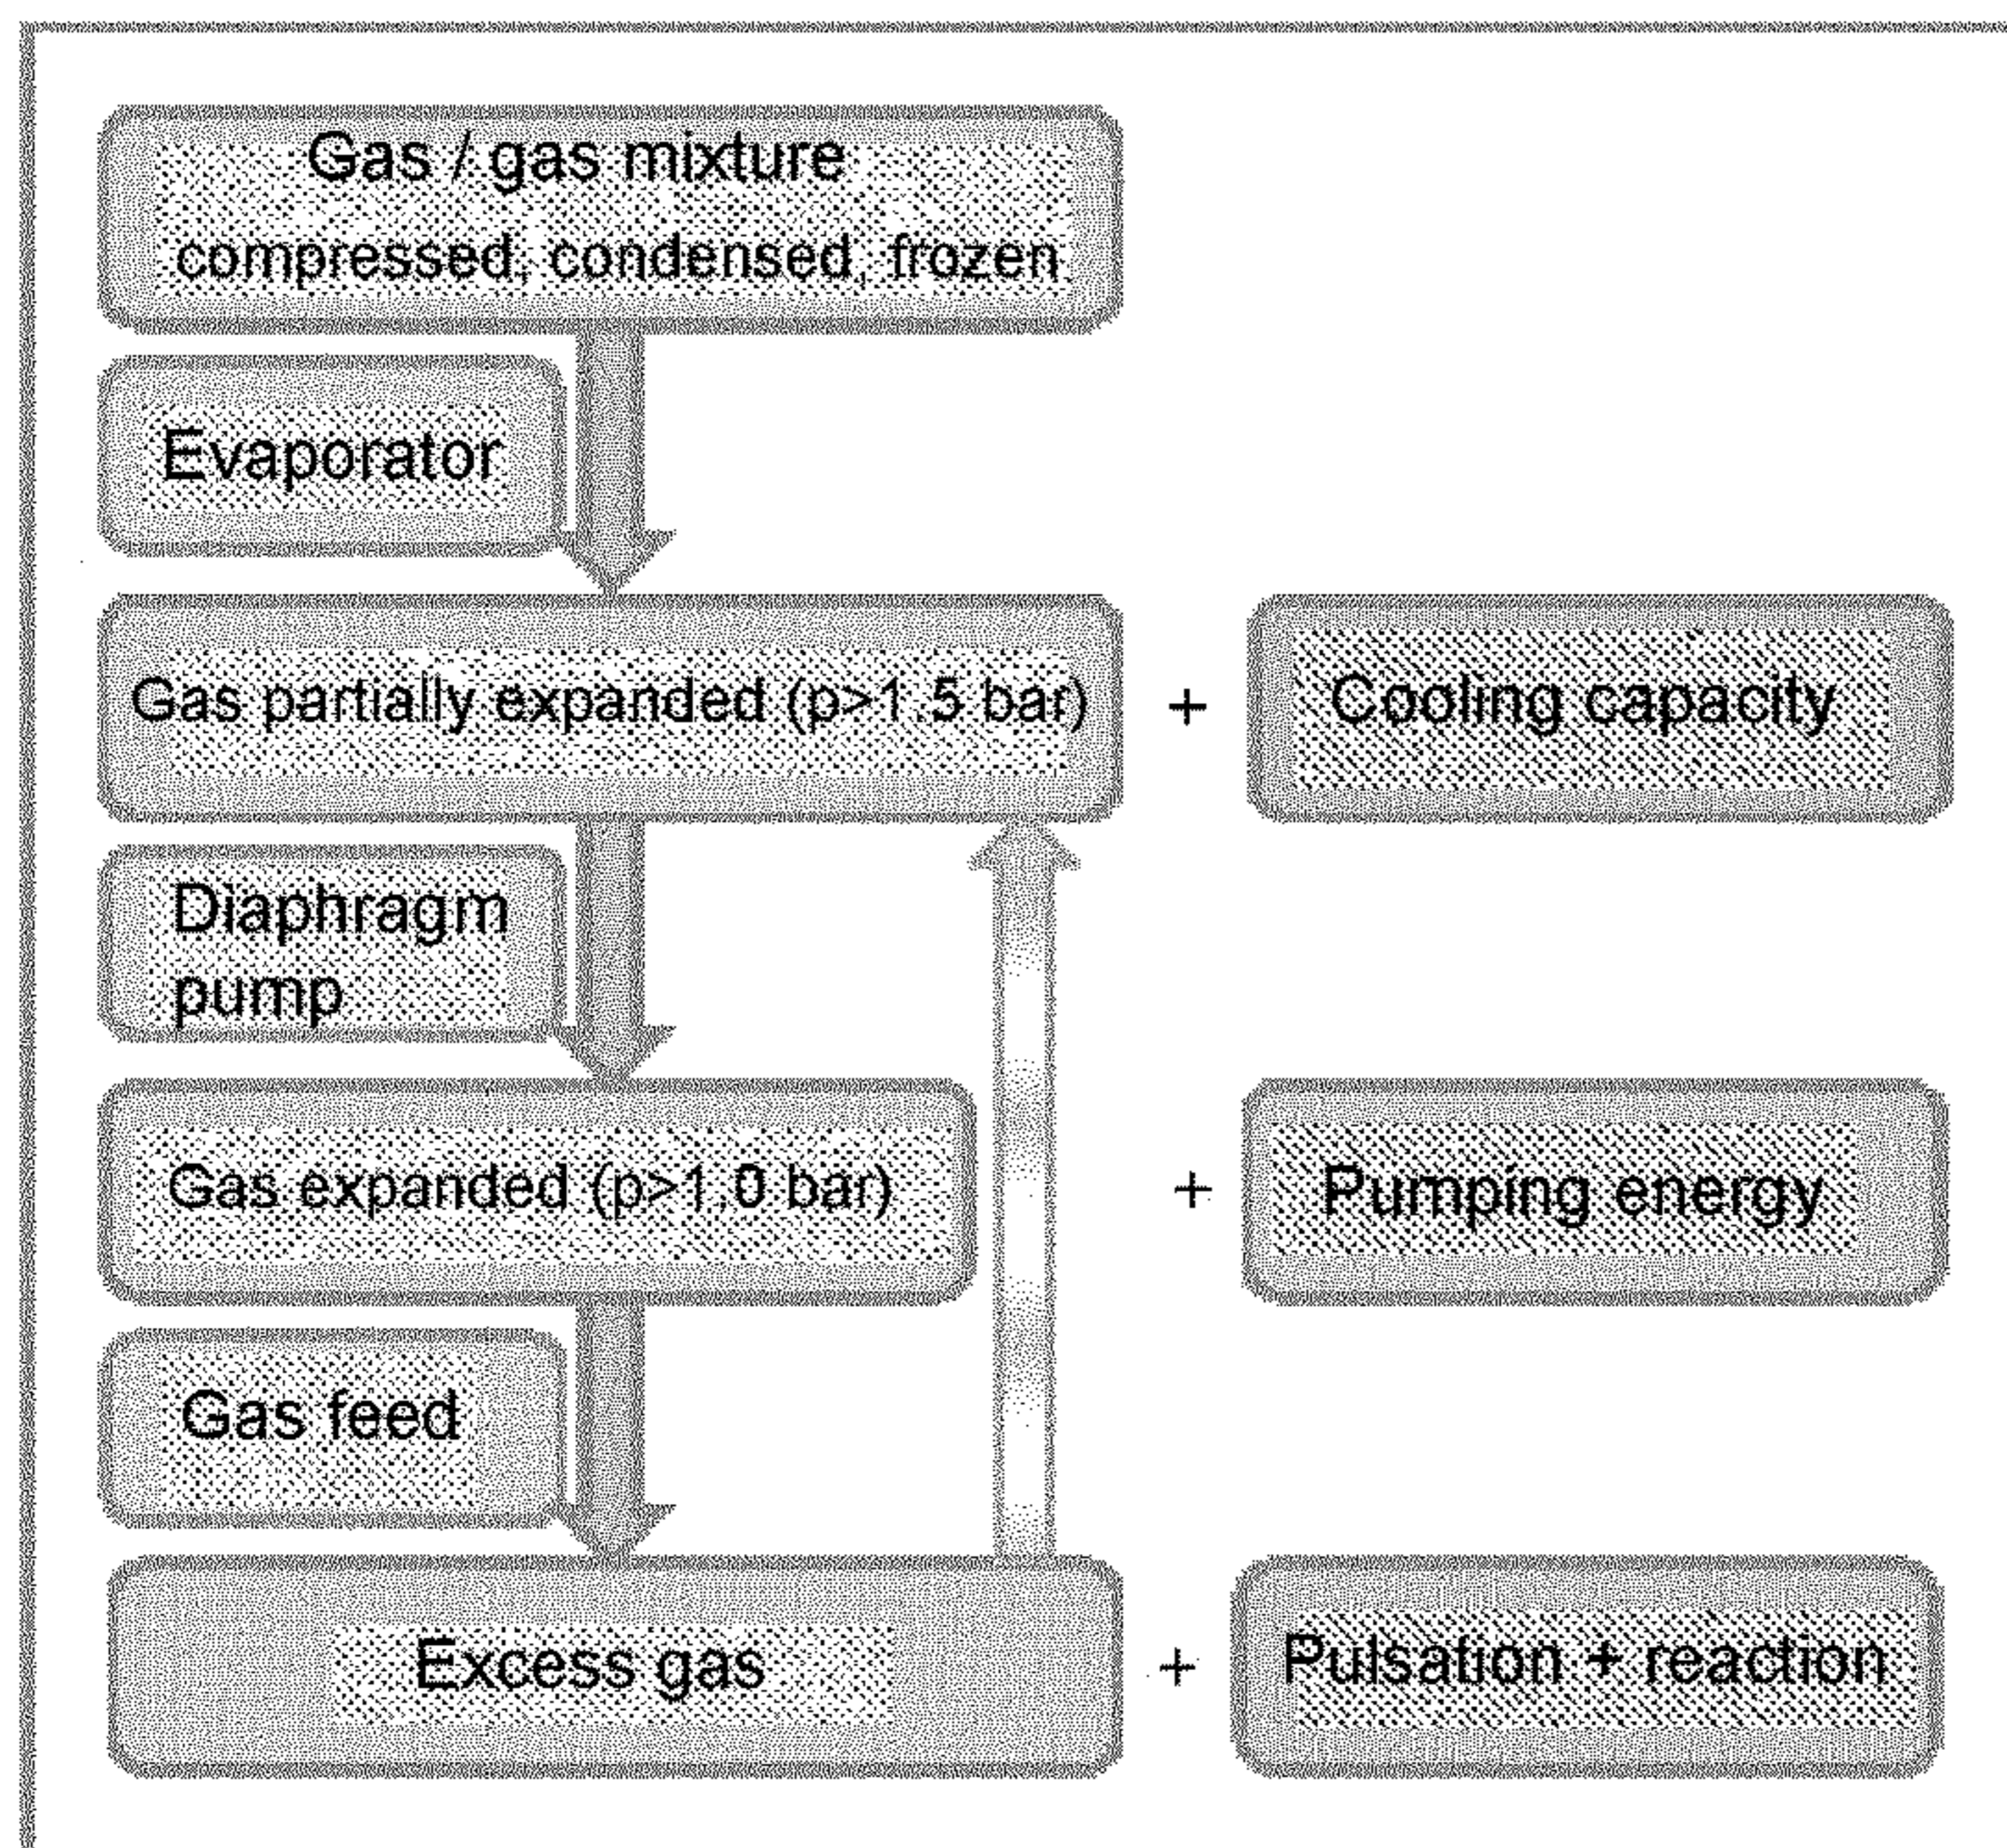 Gas / gas mixture
compressed, condensed, frozen
Evaporator
Gas partially expanded (p>1.5 bar) + Cooling capacity
Diaphragm
pump
Gas expanded (p>1.0 bar) + Pumping energy
Gas feed
Excess gas + Pulsation + reaction